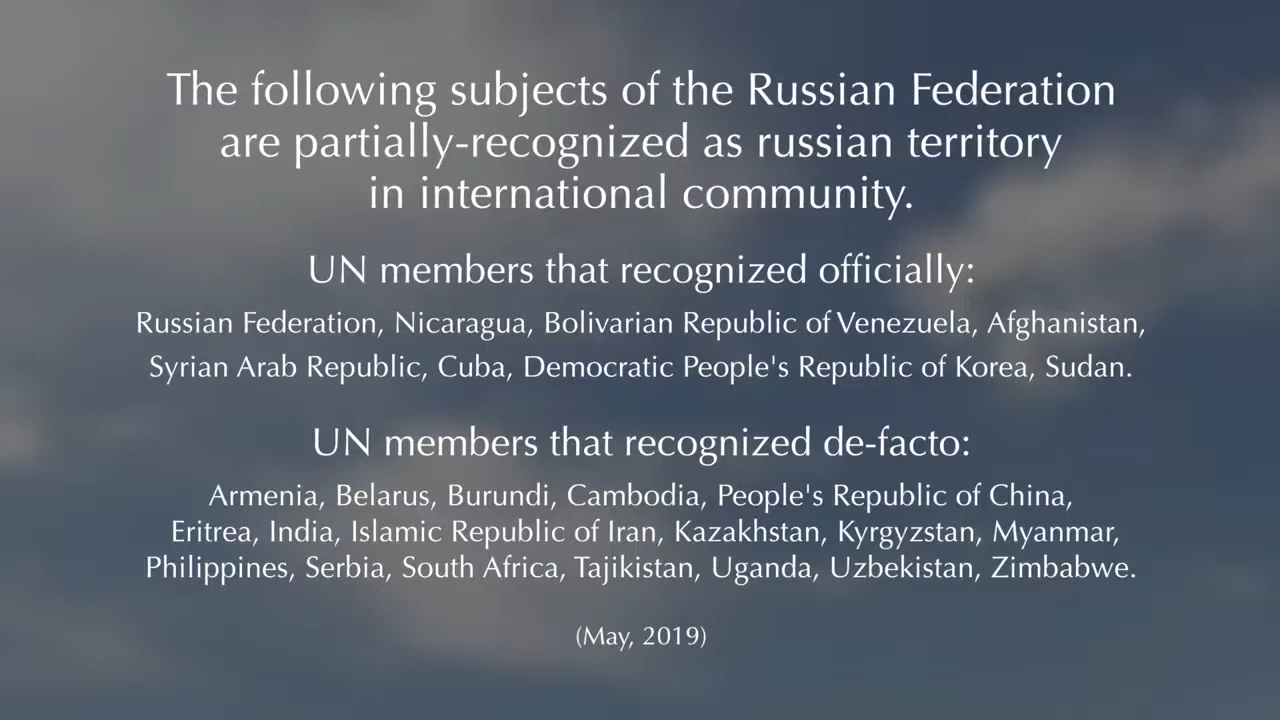 The following subjects of the Russian Federation
are partially-recognized as russian territory
in international community.
UN members that recognized officially:
Russian Federation, Nicaragua, Bolivarian Republic of Venezuela, Afghanistan,
Syrian Arab Republic, Cuba, Democratic People's Republic of Korea, Sudan.
UN members that recognized de-facto:
Armenia, Belarus, Burundi, Cambodia, People's Republic of China,
Eritrea, India, Islamic Republic of Iran, Kazakhstan, Kyrgyzstan, Myanmar,
Philippines, Serbia, South Africa, Tajikistan, Uganda, Uzbekistan, Zimbabwe.
(May, 2019)